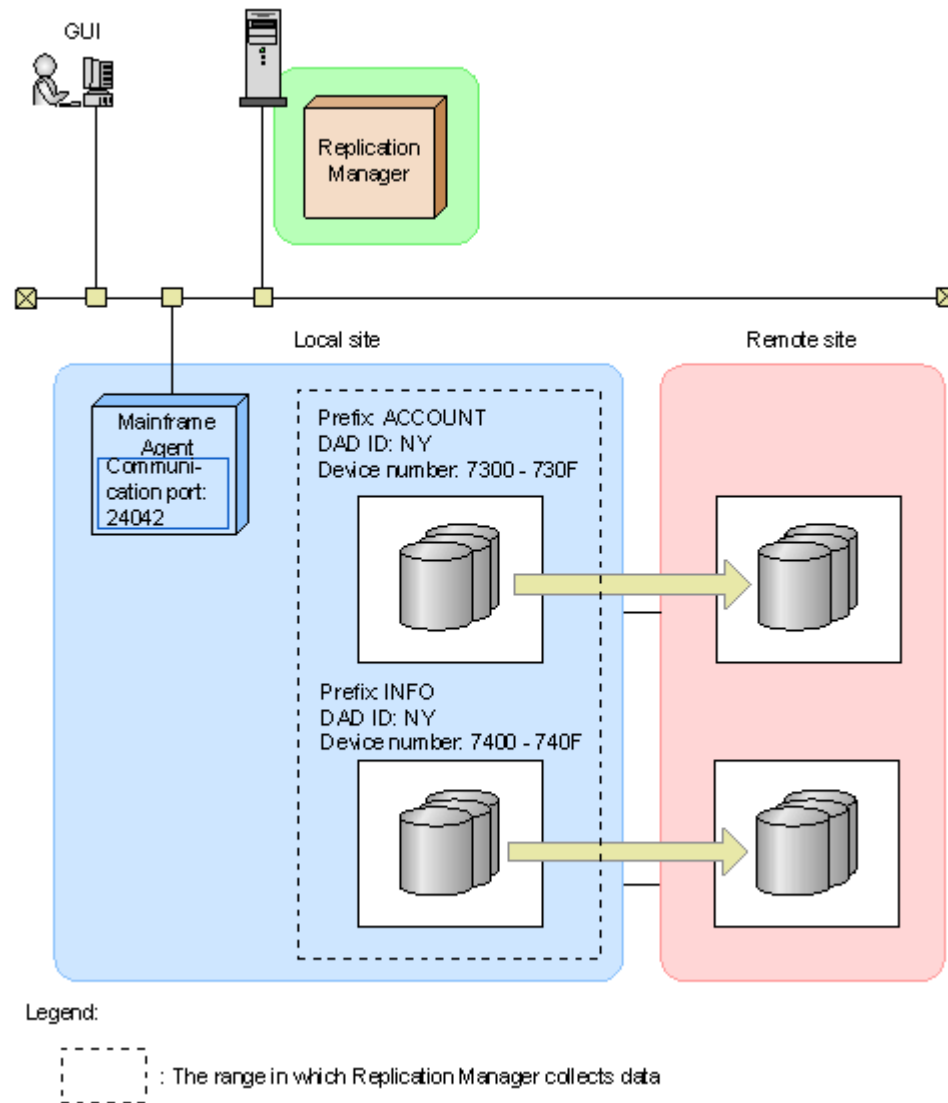 GUI
Replication
Manager
Local site
Remote site
Mainframe
Agent
Communi-
cation port:
24042
Prefix: ACCOUNT
DAD ID: NY
Device number: 7300 - 730F
Prefix: INFO
DAD ID: NY
Device number: 7400 - 740F
Legend:
: The range in which Replication Manager collects data